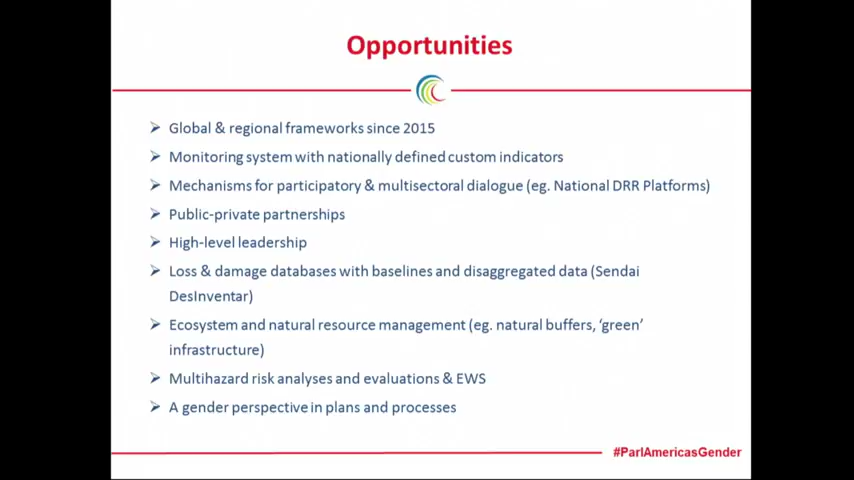 Opportunities
Global & regional frameworks since 2015
Monitoring system with nationally defined custom indicators
Mechanisms for participatory & multisectoral dialogue (eg. National DRR Platforms)
Public-private partnerships
High-level leadership
Loss & damage databases with baselines and disaggregated data (Sendai
DesInventar)
Ecosystem and natural resource management (eg. natural buffers, ‘green’
infrastructure)
Multihazard risk analyses and evaluations & EWS
A gender perspective in plans and processes
#ParlAmericasGender